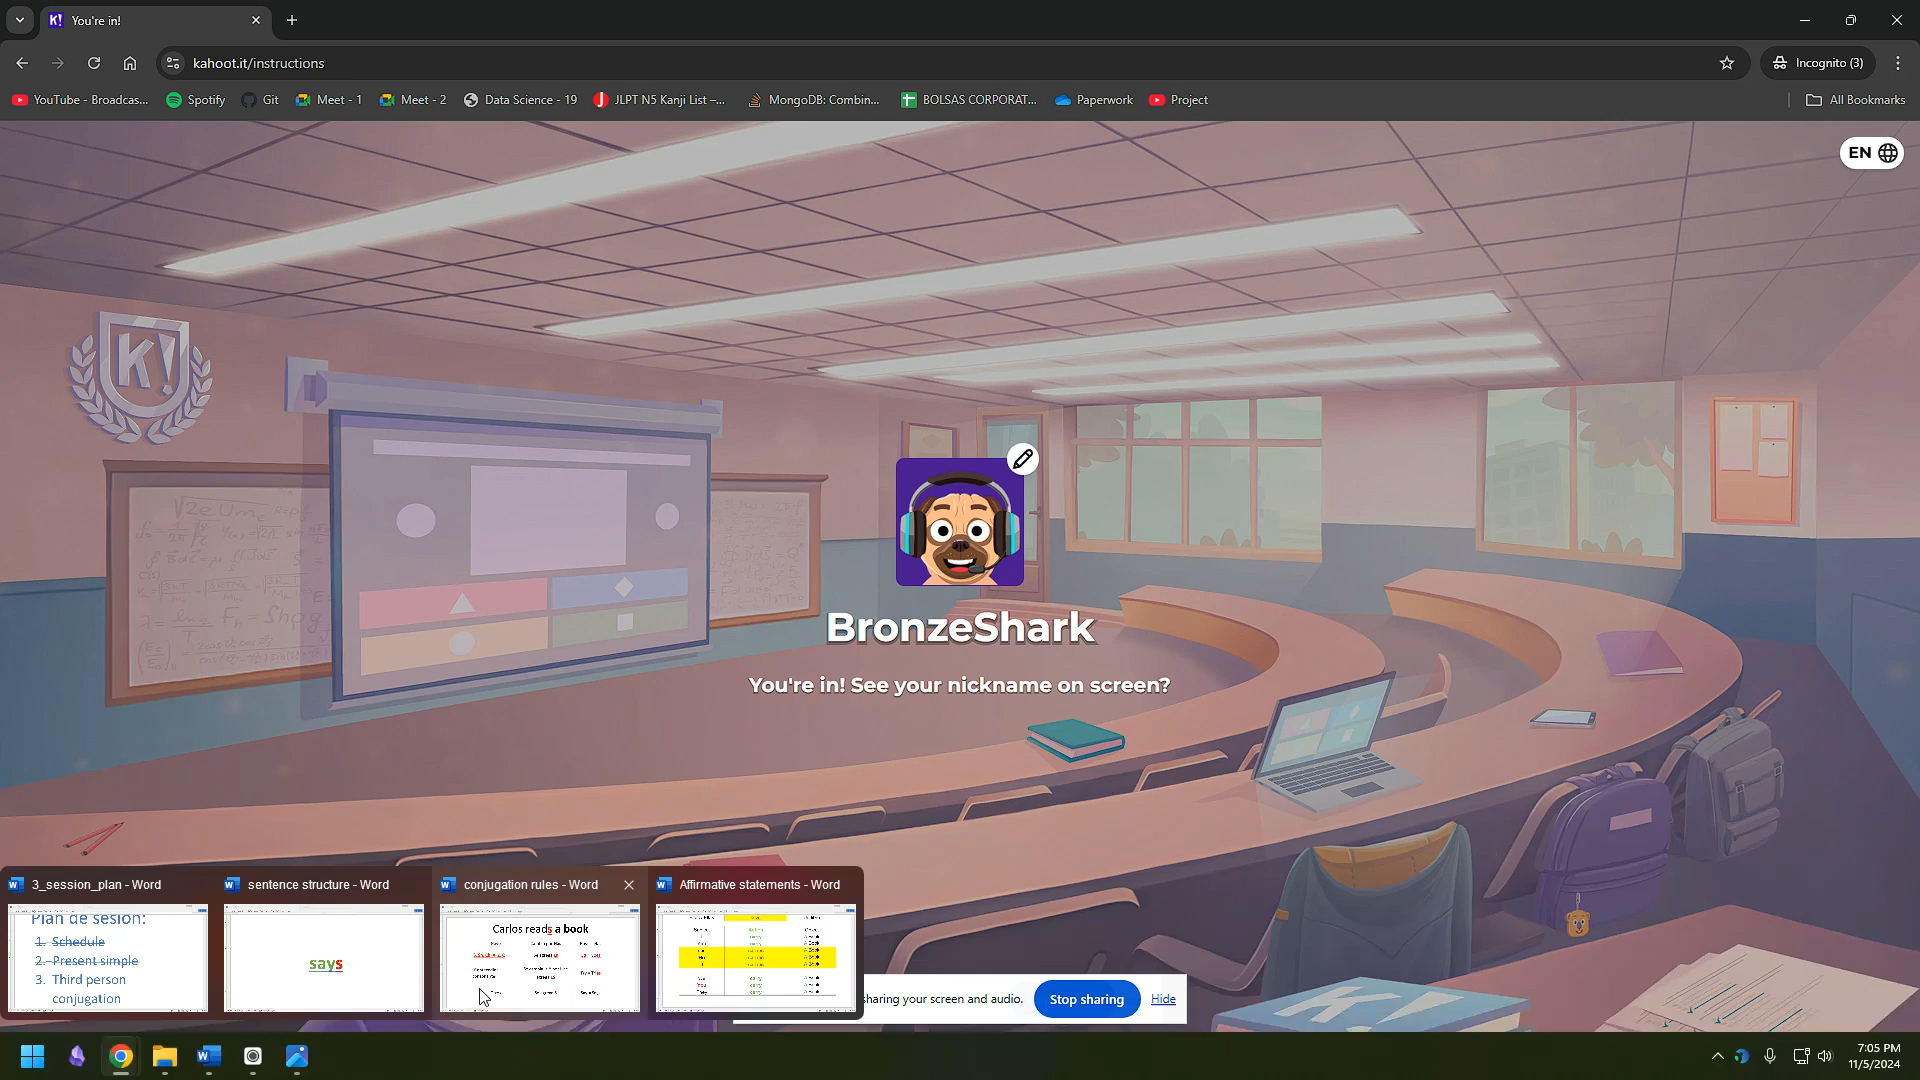 You're in!
kahoot.it/instructions
Incognito (3)
YouTube - Broadcas...
Spotify
Git
Meet - 1
Meet - 2
Data Science - 19
JLPT N5 Kanji List –...
MongoDB: Combin...
BOLSAS CORPORAT...
Paperwork
Project
All Bookmarks
EN
K!
BronzeShark
You're in! See your nickname on screen?
3_session_plan - Word
sentence structure - Word
conjugation rules - Word
Affirmative statements - Word
Plan de sesion:
1. Schedule
2. Present simple
3. Third person
conjugation
says
Carlos reads a book
sharing your screen and audio.
Stop sharing
Hide
7:05 PM
11/5/2024